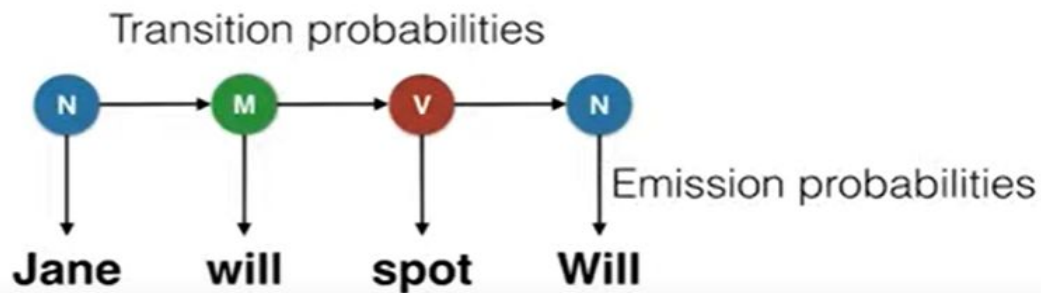 Transition probabilities
N M V N
Emission probabilities
Jane will spot Will